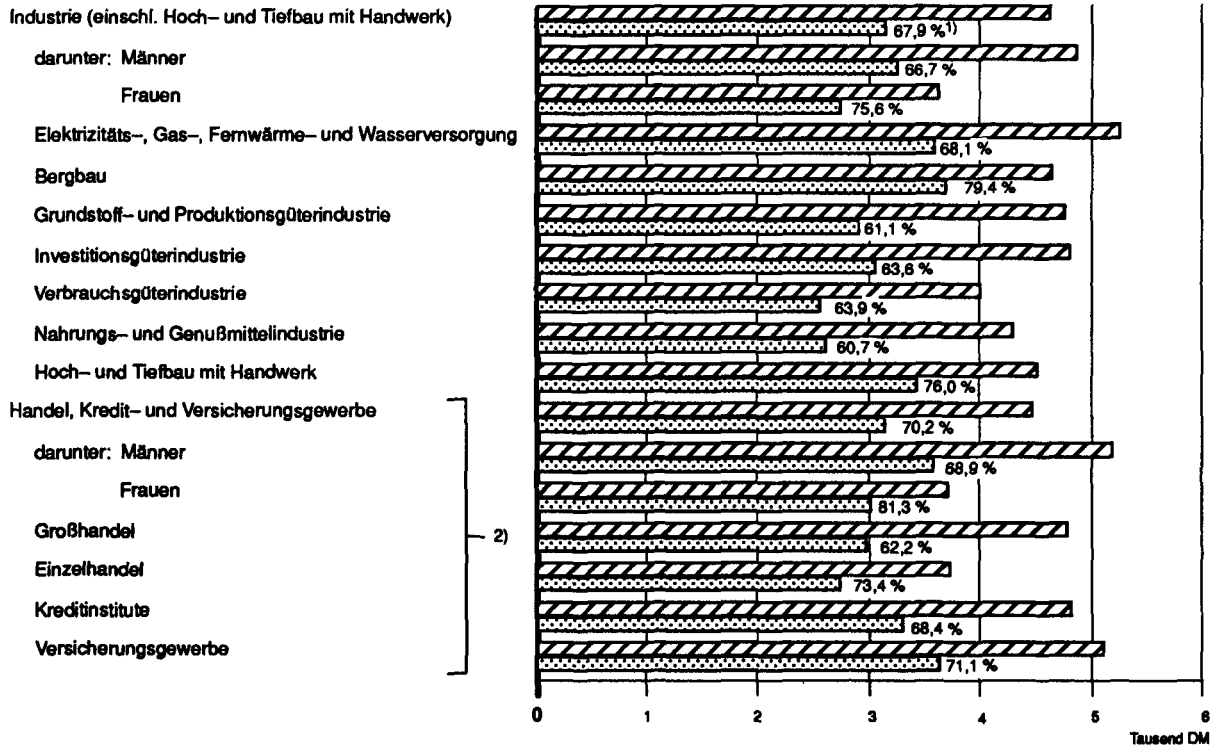 Industrie (einschl. Hoch– und Tiefbau mit Handwerk)
67,9 %1)
darunter: Männer
66,7 %
Frauen
75,6 %
Elektrizitäts–, Gas–, Fernwärme– und Wasserversorgung
68,1 %
Bergbau
79,4 %
Grundstoff– und Produktionsgüterindustrie
61,1 %
Investitionsgüterindustrie
63,6 %
Verbrauchsgüterindustrie
63,9 %
Nahrungs– und Genußmittelindustrie
60,7 %
Hoch– und Tiefbau mit Handwerk
76,0 %
Handel, Kredit– und Versicherungsgewerbe
70,2 %
darunter: Männer
68,9 %
Frauen
81,3 %
Großhandel
2)
62,2 %
Einzelhandel
73,4 %
Kreditinstitute
68,4 %
Versicherungsgewerbe
71,1 %
0 1 2 3 4 5 6
Tausend DM